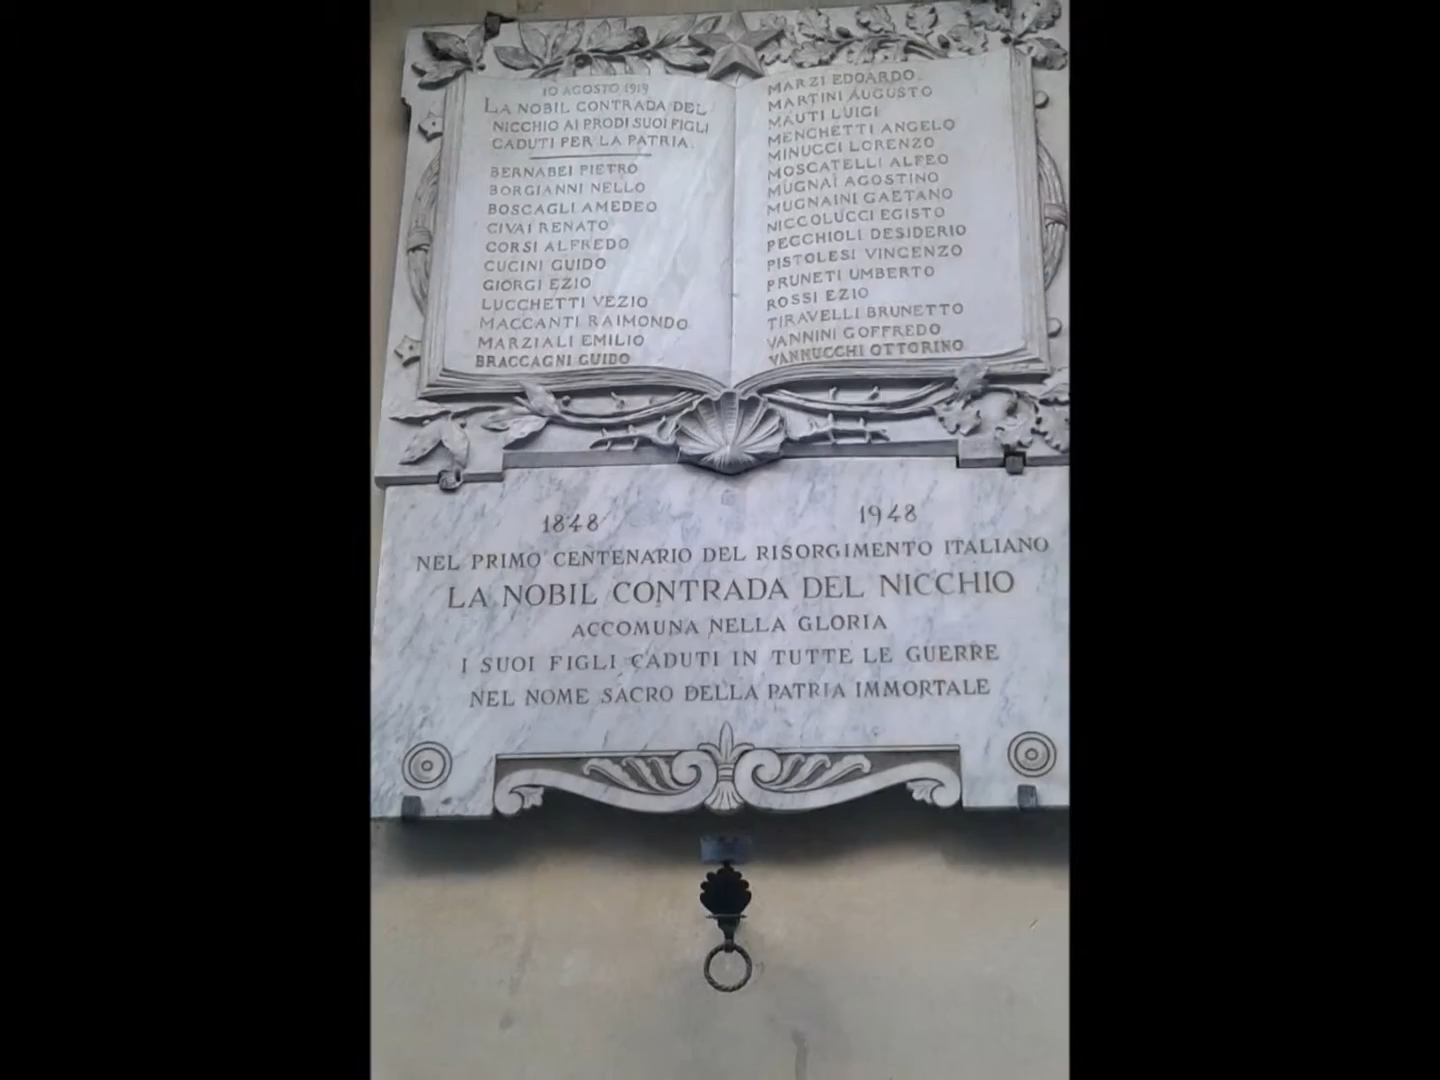 10 AGOSTO 1919
LA NOBIL CONTRADA DEL
NICCHIO AI PRODI SUOI FIGLI
CADUTI PER LA PATRIA.
BERNABEI PIETRO
BORGIANNI NELLO
BOSCAGLI AMEDEO
CIVAI RENATO
CORSI ALFREDO
CUCINI GUIDO
GIORGI EZIO
LUCCHETTI VEZIO
MACCANTI RAIMONDO
MARZIALI EMILIO
BRACCAGNI GUIDO
MARZI EDOARDO
MARTINI AUGUSTO
MAUTI LUIGI
MENCHETTI ANGELO
MINUCCI LORENZO
MOSCATELLI ALFEO
MUGNAI AGOSTINO
MUGNAINI GAETANO
NICCOLUCCI EGISTO
PECCHIOLI DESIDERIO
PISTOLESI VINCENZO
PRUNETI UMBERTO
ROSSI EZIO
TIRAVELLI BRUNETTO
VANNINI GOFFREDO
VANNUCCHI OTTORINO
1848 1948
NEL PRIMO CENTENARIO DEL RISORGIMENTO ITALIANO
LA NOBIL CONTRADA DEL NICCHIO
ACCOMUNA NELLA GLORIA
I SUOI FIGLI CADUTI IN TUTTE LE GUERRE
NEL NOME SACRO DELLA PATRIA IMMORTALE